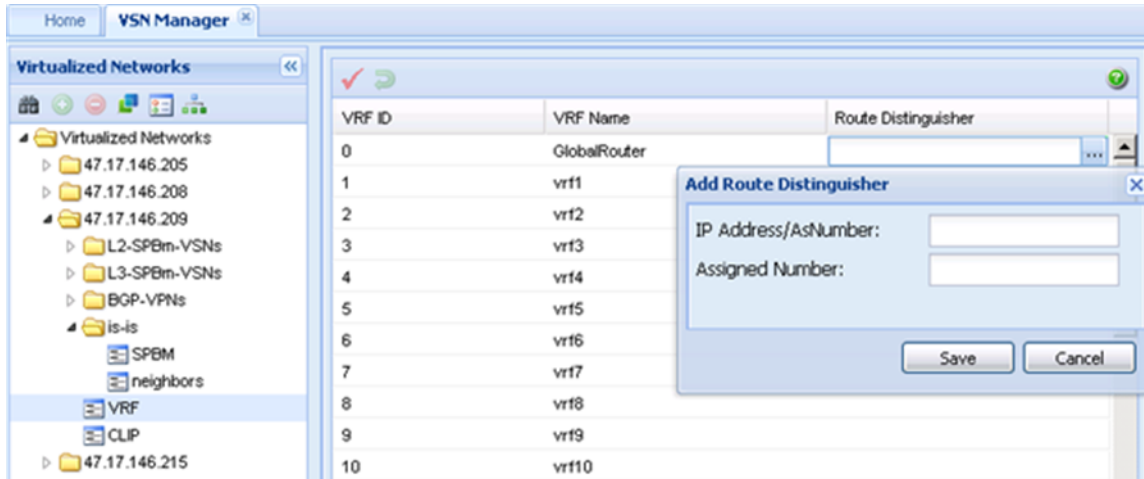 Home
VSN Manager
Virtualized Networks
Virtualized Networks
47.17.146.205
47.17.146.208
47.17.146.209
L2-SPBm-VSNs
L3-SPBm-VSNs
BGP-VPNs
is-is
SPBM
neighbors
VRF
CLIP
47.17.146.215
VRF ID VRF Name Route Distinguisher
0 GlobalRouter ...
1 vrf1
2 vrf2
3 vrf3
4 vrf4
5 vrf5
6 vrf6
7 vrf7
8 vrf8
9 vrf9
10 vrf10
Add Route Distinguisher
IP Address/AsNumber:
Assigned Number:
Save Cancel